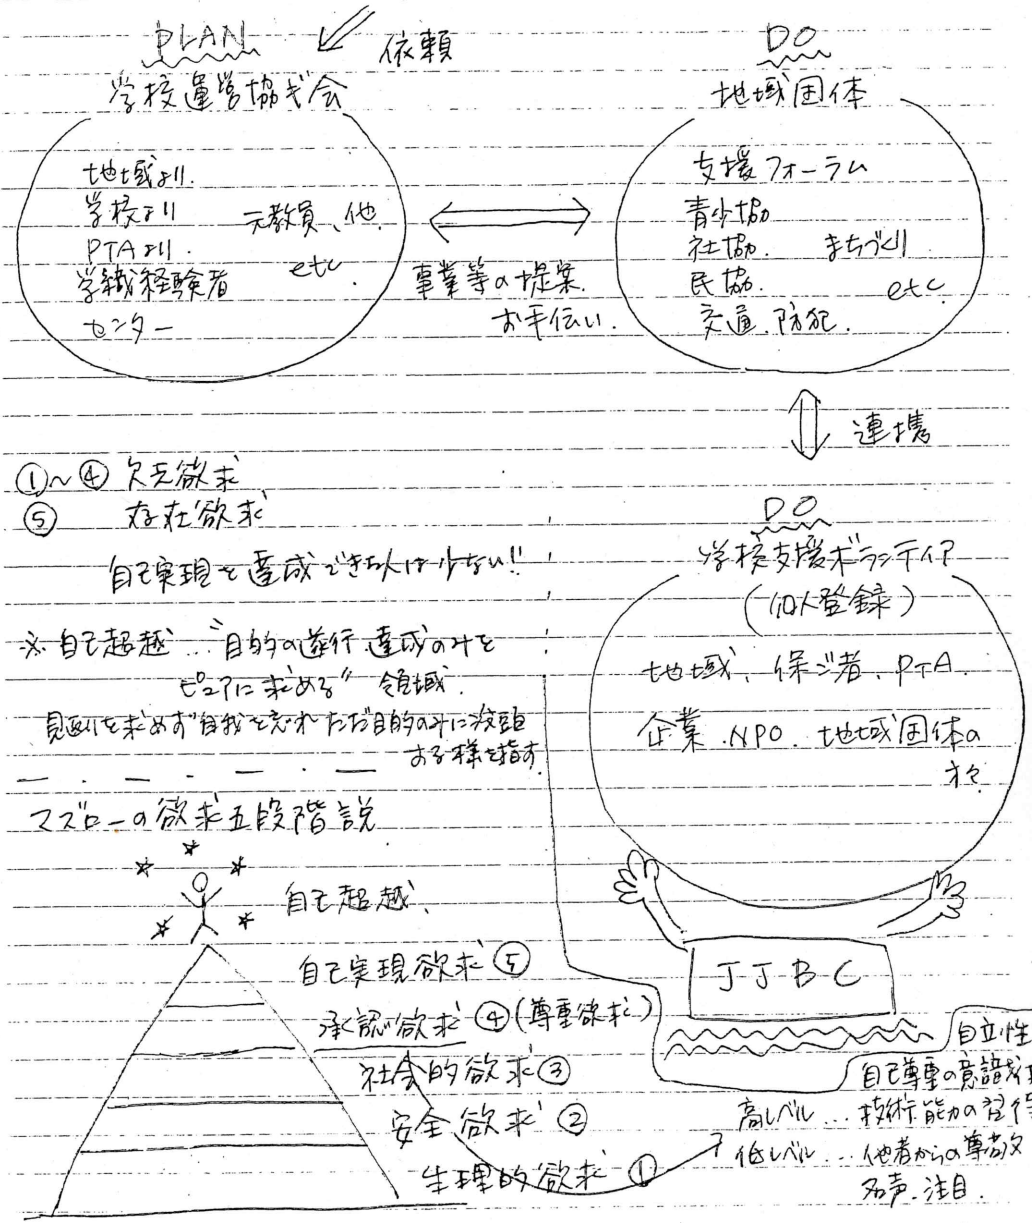 PLAN
依頼
学校運営協ギ会
地域より.
学校より
PTAより.
学識経験者
センター
元教員、他.
etc
事業等の提案.
お手伝い.
DO
地域団体
支援フォーラム
青少協
社協. まちづくり
民協. etc.
交通.防犯.
連携
①~④ 欠乏欲求
⑤ 存在欲求
自己実現を達成できる人は少ない!!
※自己超越…"目的の遂行、達成のみを
ピュアに求める" 領域.
見返りを求めず自我を忘れただ目的のみに没頭
する様を指す.
DO
学校支援ボランティア
(個人登録)
地域、保ゴ者、PTA.
企業.NPO. 地域団体の
方々
JJBC
マズローの欲求五段階説
自己超越、
自己実現欲求⑤
承認欲求④(尊重欲求)
社会的欲求③
安全欲求②
生理的欲求①
自立性
自己尊重の意識
高レベル…技術能力の習得
低レベル…他者からの尊敬
名声.注目.